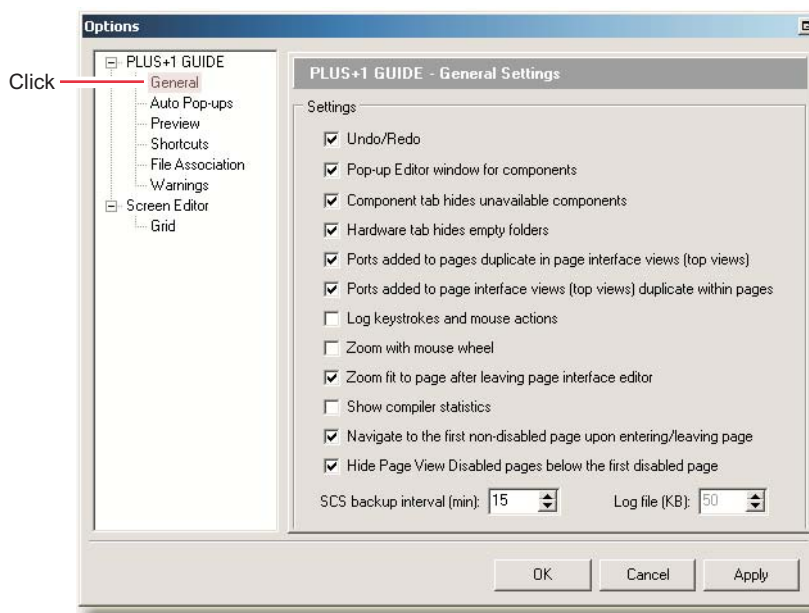 Options
Click
PLUS+1 GUIDE
General
Auto Pop-ups
Preview
Shortcuts
File Association
Warnings
Screen Editor
Grid
PLUS+1 GUIDE - General Settings
Settings
Undo/Redo
Pop-up Editor window for components
Component tab hides unavailable components
Hardware tab hides empty folders
Ports added to pages duplicate in page interface views (top views)
Ports added to page interface views (top views) duplicate within pages
Log keystrokes and mouse actions
Zoom with mouse wheel
Zoom fit to page after leaving page interface editor
Show compiler statistics
Navigate to the first non-disabled page upon entering/leaving page
Hide Page View Disabled pages below the first disabled page
SCS backup interval (min): 15 Log file (KB): 50
OK Cancel Apply